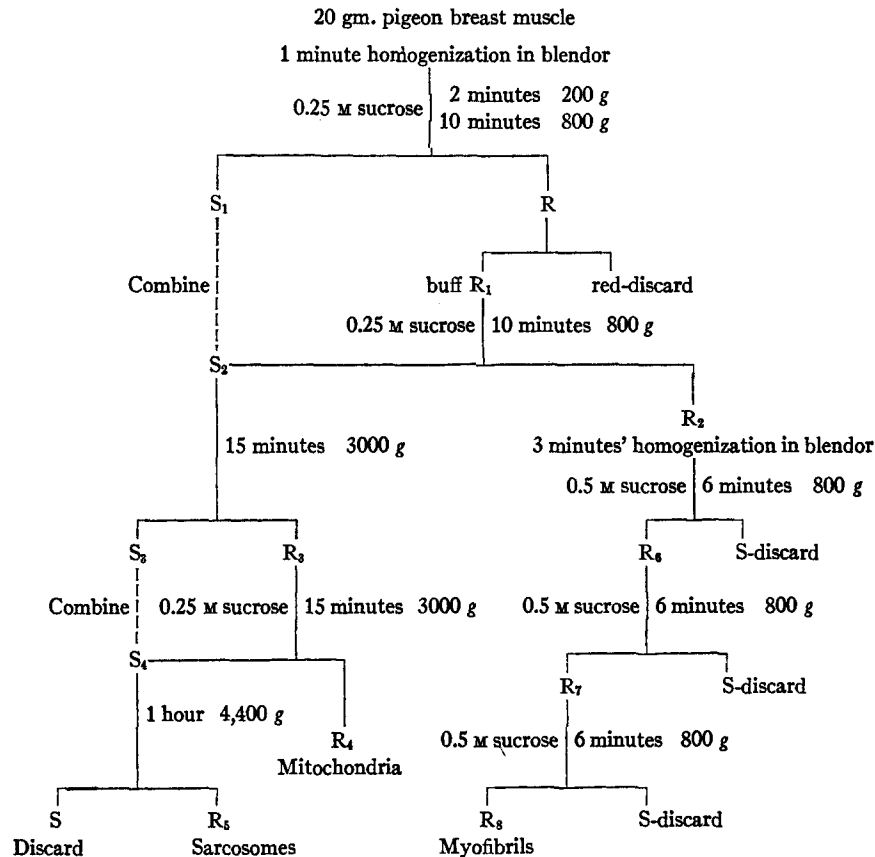 20 gm. pigeon breast muscle
1 minute homogenization in blendor
0.25 M sucrose
2 minutes 200 g
10 minutes 800 g
S₁
R
Combine
buff R₁
red-discard
0.25 M sucrose
10 minutes 800 g
S₂
R₂
15 minutes 3000 g
3 minutes' homogenization in blendor
0.5 M sucrose
6 minutes 800 g
S₃
R₃
R₆
S-discard
Combine
0.25 M sucrose
15 minutes 3000 g
0.5 M sucrose
6 minutes 800 g
S₄
R₇
S-discard
1 hour 4,400 g
R₄
Mitochondria
0.5 M sucrose
6 minutes 800 g
S
Discard
R₅
Sarcosomes
R₈
Myofibrils
S-discard